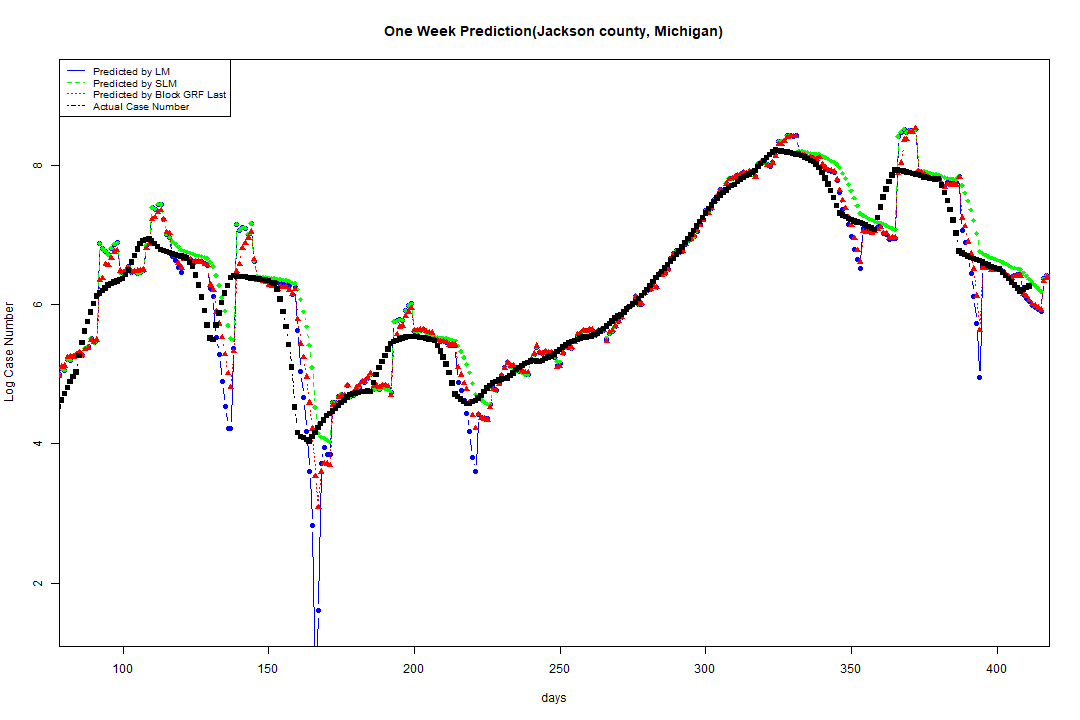 One Week Prediction(Jackson county, Michigan)
Predicted by LM
Predicted by SLM
Predicted by Block GRF Last
Actual Case Number
8
6
4
2
Log Case Number
100 150 200 250 300 350 400
days